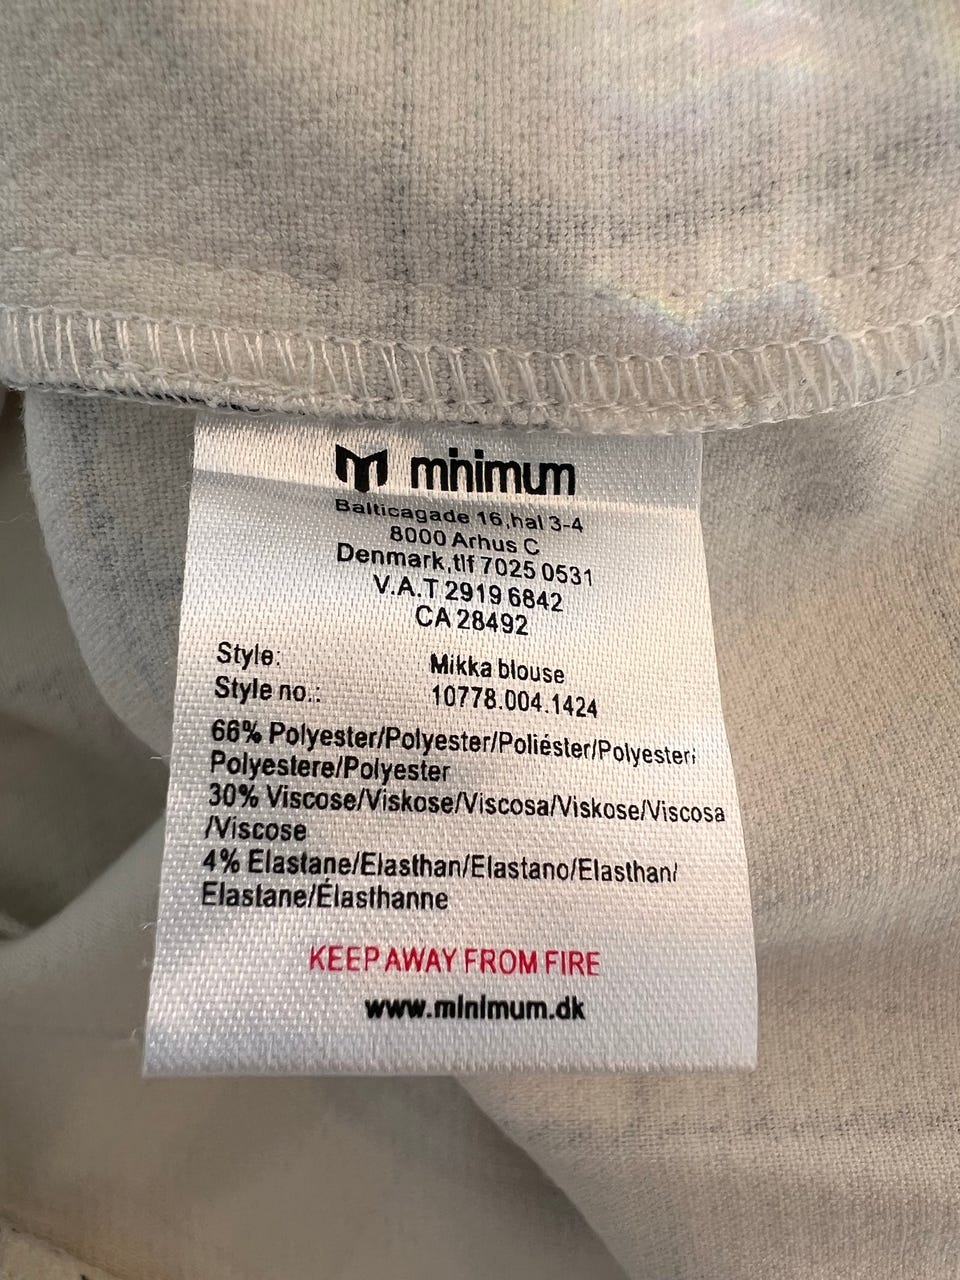 minimum
Balticagade 16,hal 3-4
8000 Arhus C
Denmark,tlf 7025 0531
V.A.T 2919 6842
CA 28492
Style: Mikka blouse
Style no.: 10778.004.1424
66% Polyester/Polyester/Poliéster/Polyester/
Polyestere/Polyester
30% Viscose/Viskose/Viscosa/Viskose/Viscosa
/Viscose
4% Elastane/Elasthan/Elastano/Elasthan/
Elastane/Élasthanne
KEEP AWAY FROM FIRE
www.minimum.dk